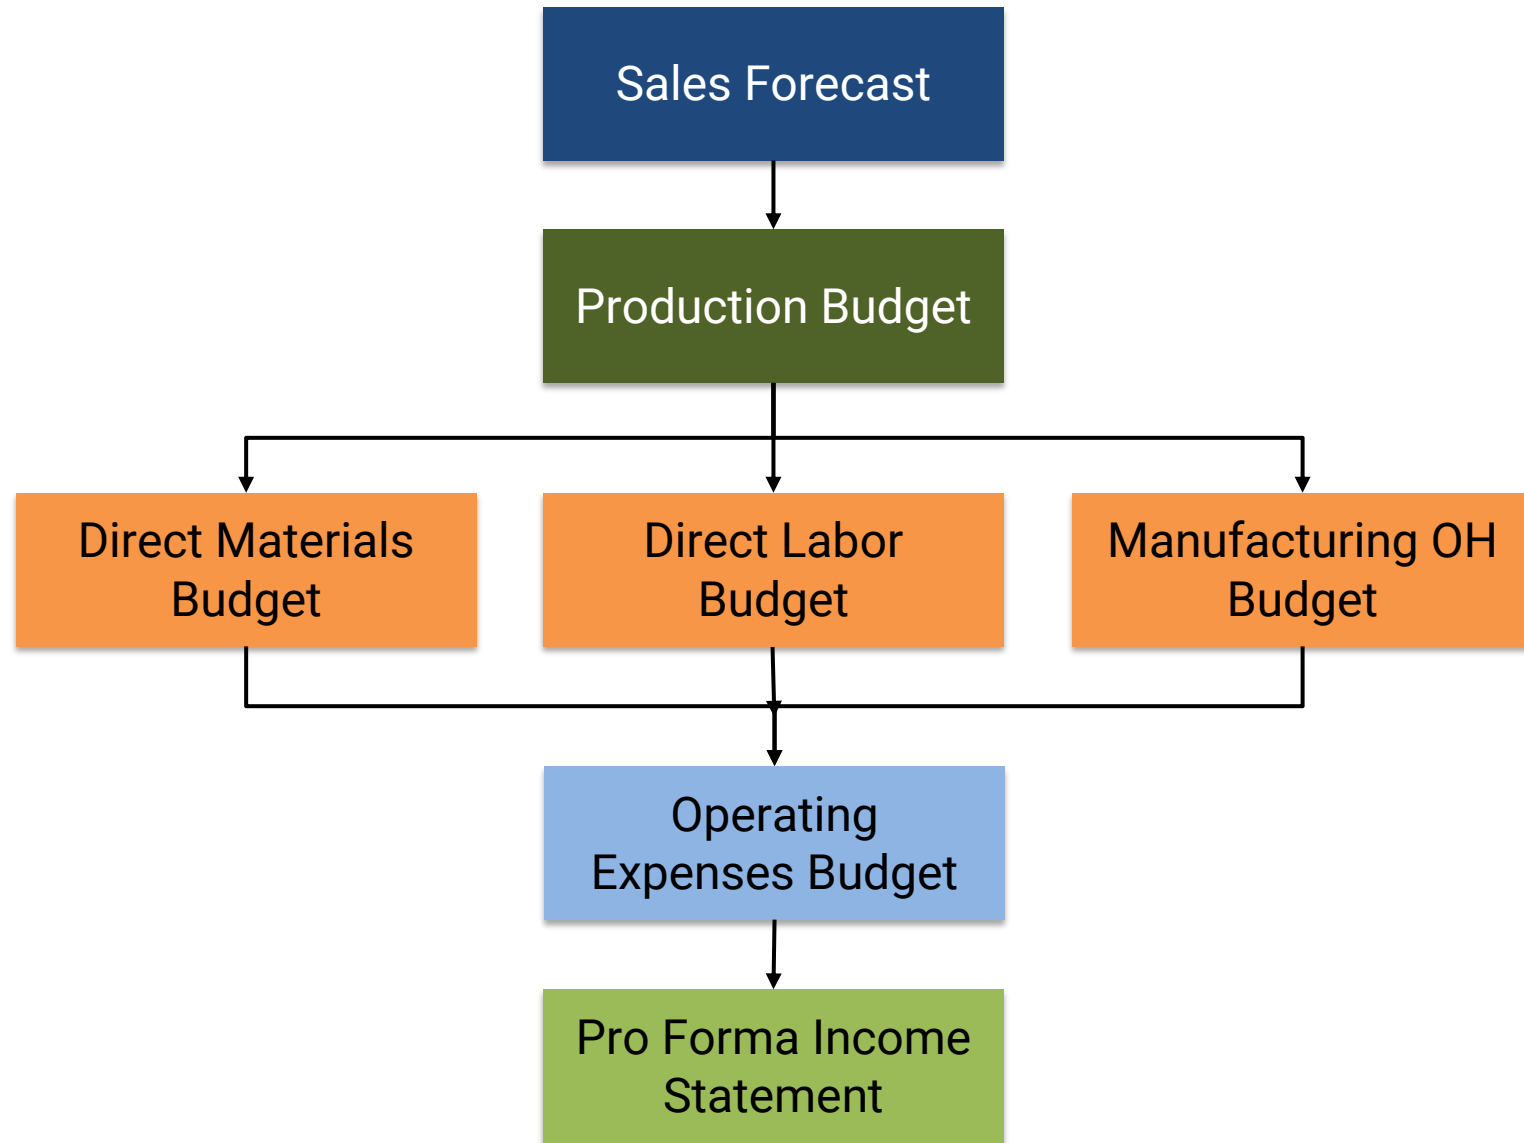 Sales Forecast
Production Budget
Direct Materials
Budget
Direct Labor
Budget
Manufacturing OH
Budget
Operating
Expenses Budget
Pro Forma Income
Statement